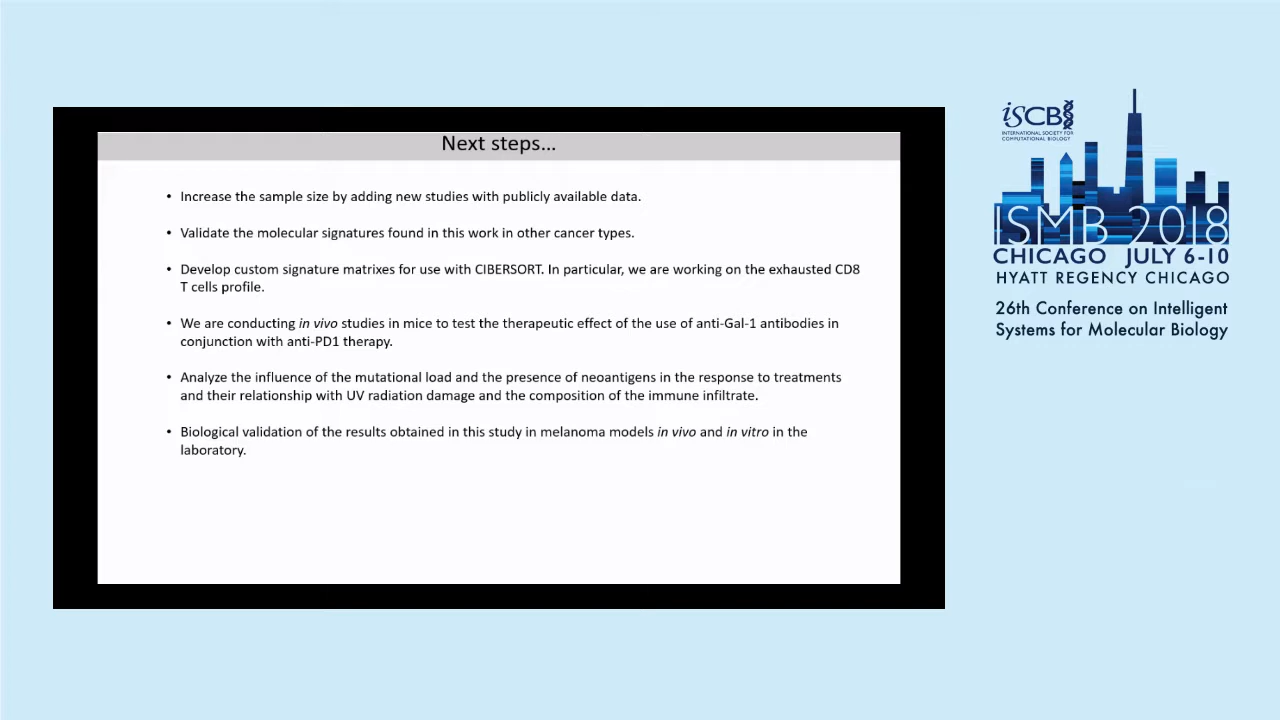 Next steps...
• Increase the sample size by adding new studies with publicly available data.
• Validate the molecular signatures found in this work in other cancer types.
• Develop custom signature matrixes for use with CIBERSORT. In particular, we are working on the exhausted CD8
T cells profile.
• We are conducting in vivo studies in mice to test the therapeutic effect of the use of anti-Gal-1 antibodies in
conjunction with anti-PD1 therapy.
• Analyze the influence of the mutational load and the presence of neoantigens in the response to treatments
and their relationship with UV radiation damage and the composition of the immune infiltrate.
• Biological validation of the results obtained in this study in melanoma models in vivo and in vitro in the
laboratory.
iSCB
INTERNATIONAL SOCIETY FOR
COMPUTATIONAL BIOLOGY
ISMB 2018
CHICAGO JULY 6-10
HYATT REGENCY CHICAGO
26th Conference on Intelligent
Systems for Molecular Biology